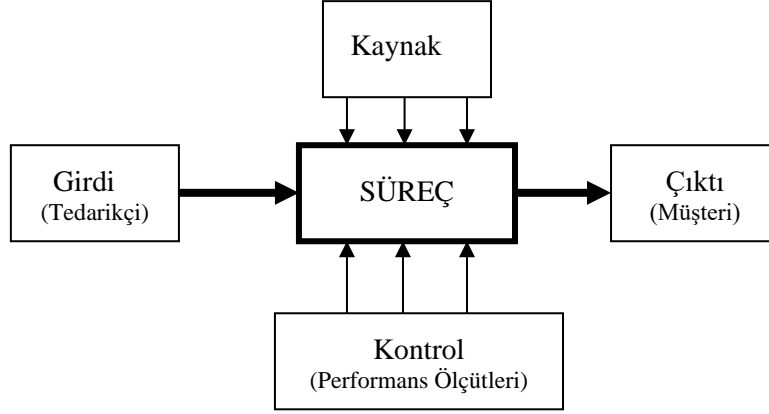 Kaynak
Girdi
(Tedarikçi)
SÜREÇ
Çıktı
(Müşteri)
Kontrol
(Performans Ölçütleri)